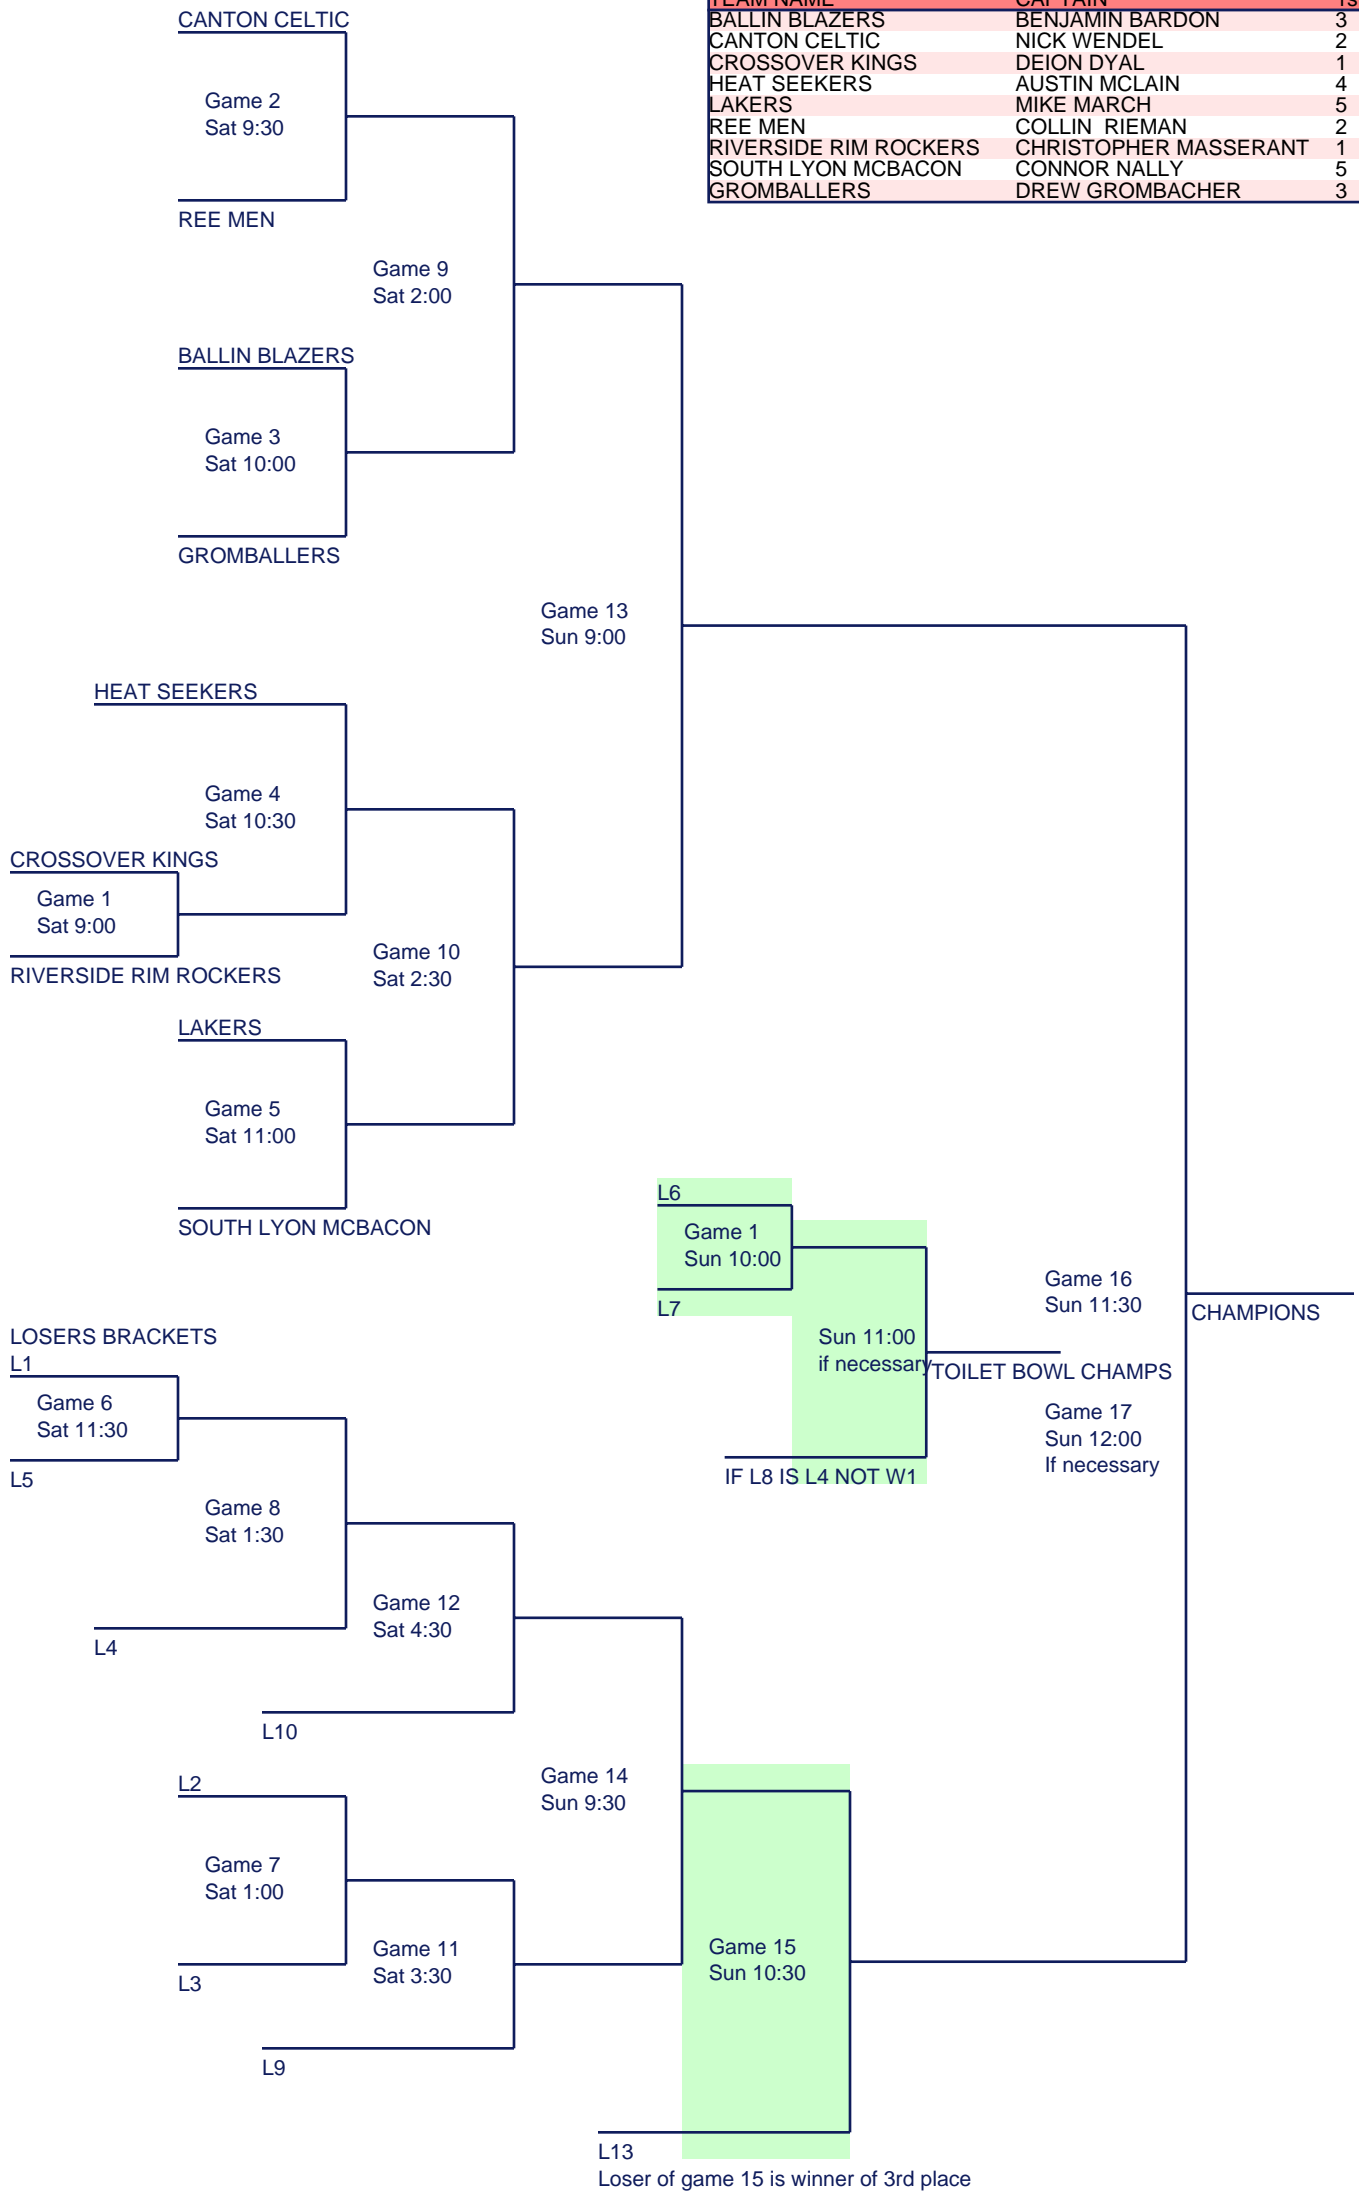 TEAM NAME CAPTAIN 1s
BALLIN BLAZERS BENJAMIN BARDON 3
CANTON CELTIC NICK WENDEL 2
CROSSOVER KINGS DEION DYAL 1
HEAT SEEKERS AUSTIN MCLAIN 4
LAKERS MIKE MARCH 5
REE MEN COLLIN  RIEMAN 2
RIVERSIDE RIM ROCKERS CHRISTOPHER MASSERANT 1
SOUTH LYON MCBACON CONNOR NALLY 5
GROMBALLERS DREW GROMBACHER 3
CANTON CELTIC
Game 2
Sat 9:30
REE MEN
Game 9
Sat 2:00
BALLIN BLAZERS
Game 3
Sat 10:00
GROMBALLERS
Game 13
Sun 9:00
HEAT SEEKERS
Game 4
Sat 10:30
CROSSOVER KINGS
Game 1
Sat 9:00
RIVERSIDE RIM ROCKERS
Game 10
Sat 2:30
LAKERS
Game 5
Sat 11:00
SOUTH LYON MCBACON
L6
Game 1
Sun 10:00
L7
Sun 11:00
if necessary
TOILET BOWL CHAMPS
IF L8 IS L4 NOT W1
Game 16
Sun 11:30
CHAMPIONS
Game 17
Sun 12:00
If necessary
LOSERS BRACKETS
L1
Game 6
Sat 11:30
L5
Game 8
Sat 1:30
L4
Game 12
Sat 4:30
L10
Game 14
Sun 9:30
L2
Game 7
Sat 1:00
L3
Game 11
Sat 3:30
L9
Game 15
Sun 10:30
L13
Loser of game 15 is winner of 3rd place